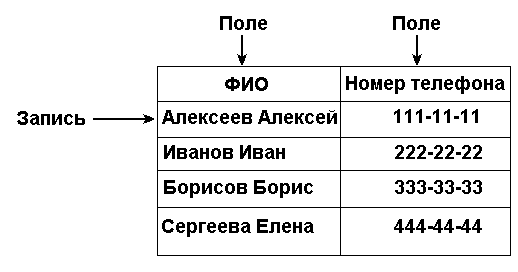 Поле Поле
ФИО Номер телефона
Запись Алексеев Алексей 111-11-11
Иванов Иван 222-22-22
Борисов Борис 333-33-33
Сергеева Елена 444-44-44